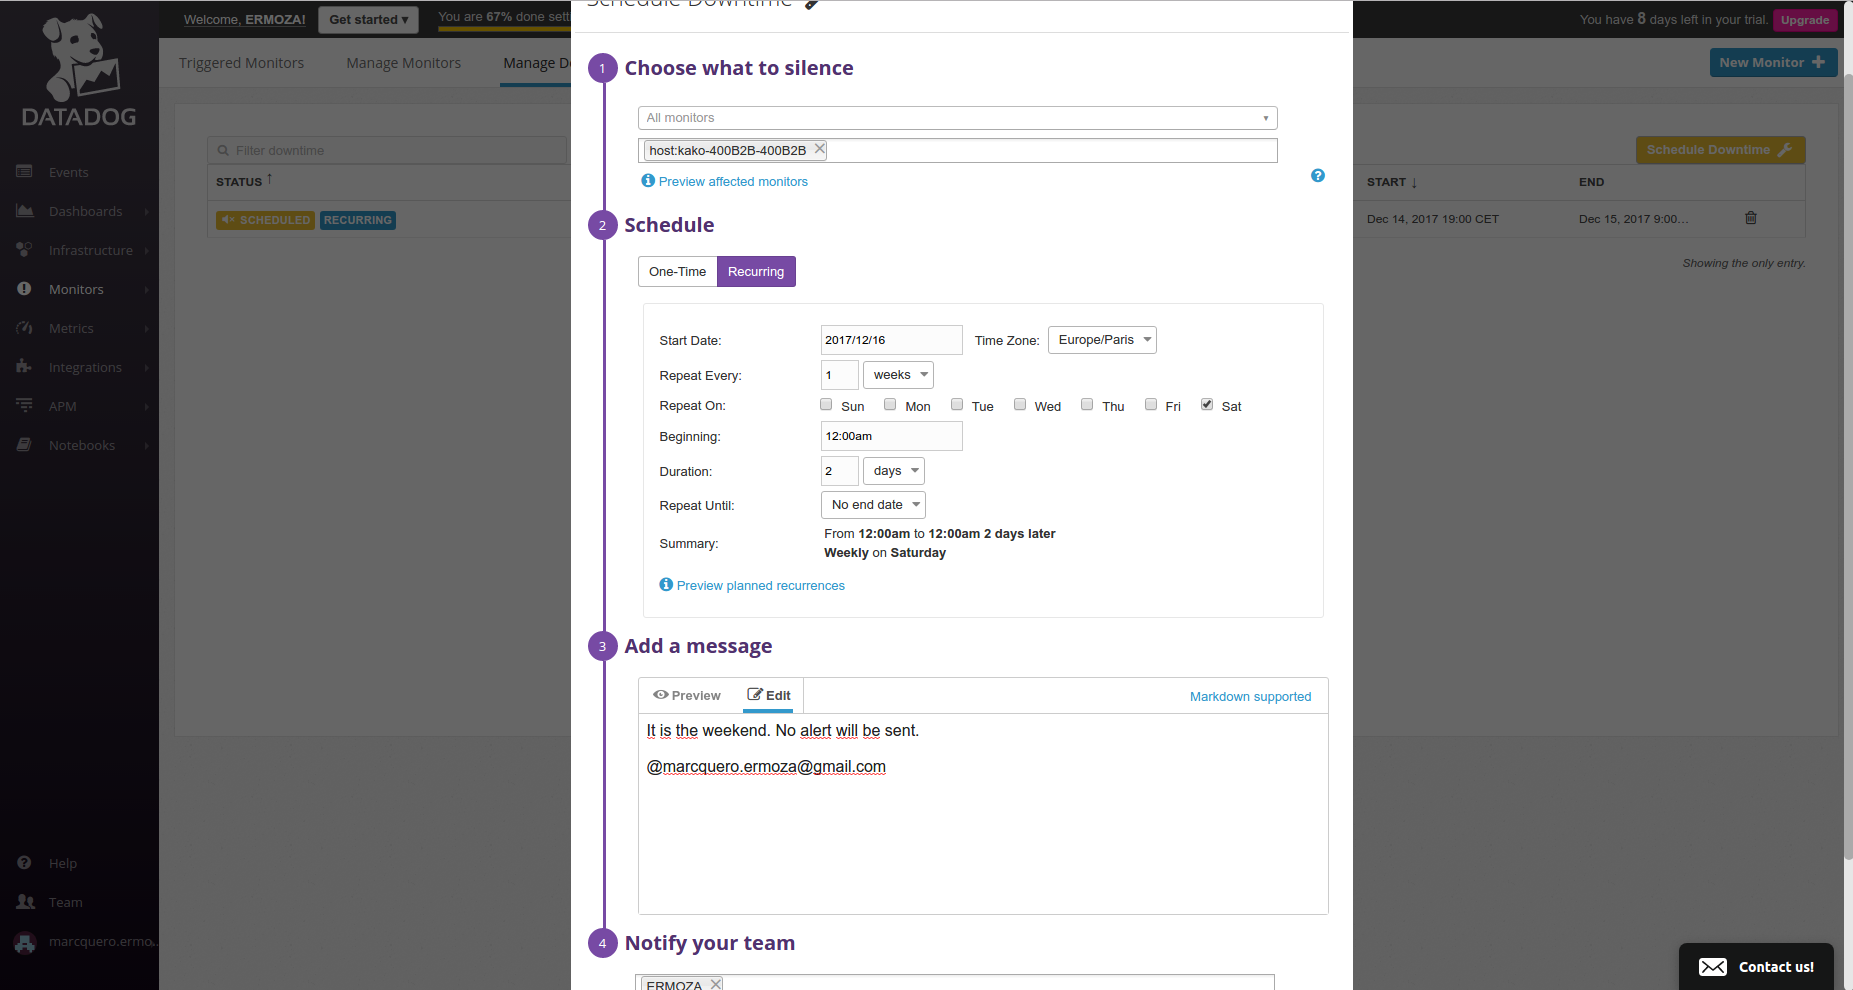 Welcome, ERMOZA!
Get started ▾
You are 67% done set
Schedule Downtime
You have 8 days left in your trial.
Upgrade
DATADOG
Triggered Monitors
Manage Monitors
Manage D
New Monitor
Events
Dashboards
Infrastructure
Monitors
Metrics
Integrations
APM
Notebooks
Help
Team
marcquero.ermo...
Filter downtime
STATUS ↑
SCHEDULED RECURRING
Schedule Downtime
START ↓
END
Dec 14, 2017 19:00 CET
Dec 15, 2017 9:00...
Showing the only entry.
1 Choose what to silence
All monitors
host:kako-400B2B-400B2B
Preview affected monitors
2 Schedule
One-Time Recurring
Start Date: 2017/12/16 Time Zone: Europe/Paris
Repeat Every: 1 weeks
Repeat On: Sun Mon Tue Wed Thu Fri Sat
Beginning: 12:00am
Duration: 2 days
Repeat Until: No end date
Summary: From 12:00am to 12:00am 2 days later
Weekly on Saturday
Preview planned recurrences
3 Add a message
Preview Edit Markdown supported
It is the weekend. No alert will be sent.
@marcquero.ermoza@gmail.com
4 Notify your team
ERMOZA
Contact us!